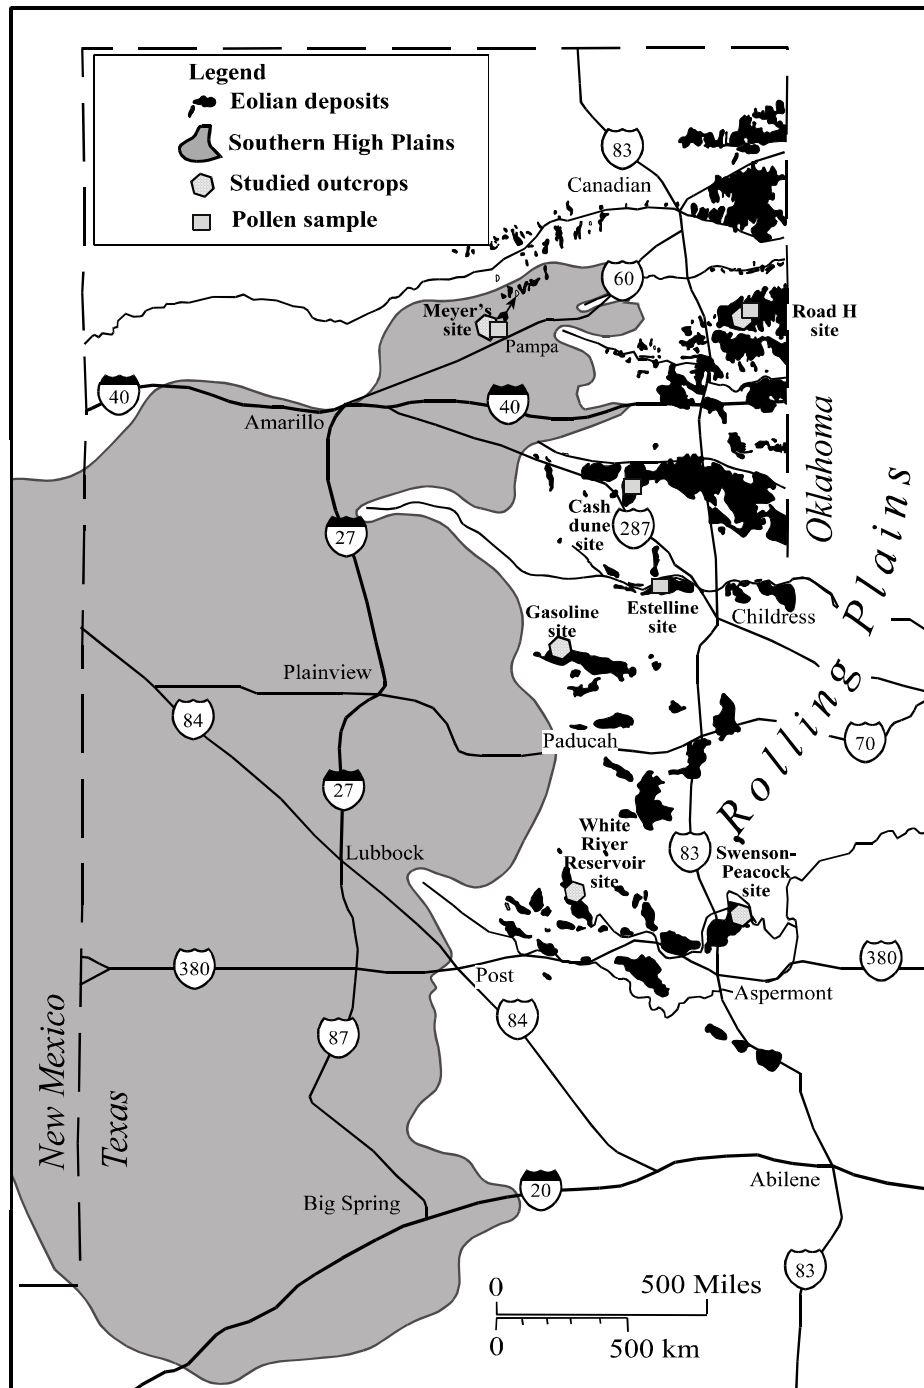 Legend
Eolian deposits
Southern High Plains
Studied outcrops
Pollen sample
83
Canadian
60
Meyer's
site
Pampa
Road H
site
40
40
Amarillo
Oklahoma
Cash
dune
site
287
27
Estelline
site
Childress
Gasoline
site
Rolling Plains
Plainview
84
Paducah
70
27
White
River
Reservoir
site
83
Swenson-
Peacock
site
Lubbock
380
380
Post
Aspermont
84
87
New Mexico
Texas
Abilene
20
Big Spring
83
0
500 Miles
0
500 km